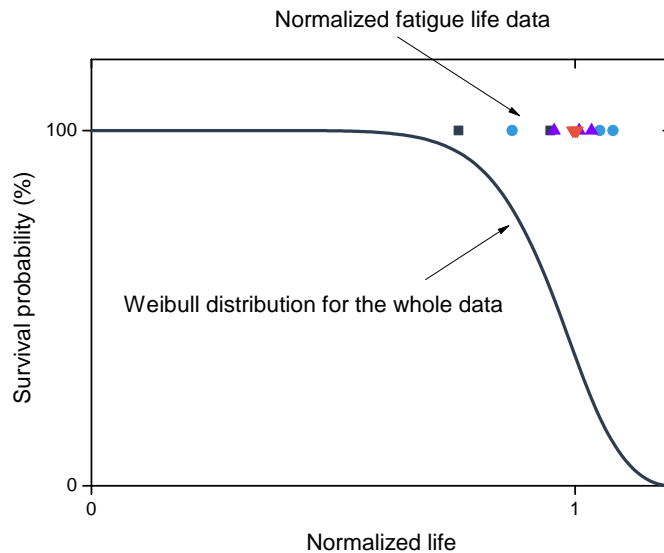 Normalized fatigue life data
100
Survival probability (%)
Weibull distribution for the whole data
0
0
1
Normalized life